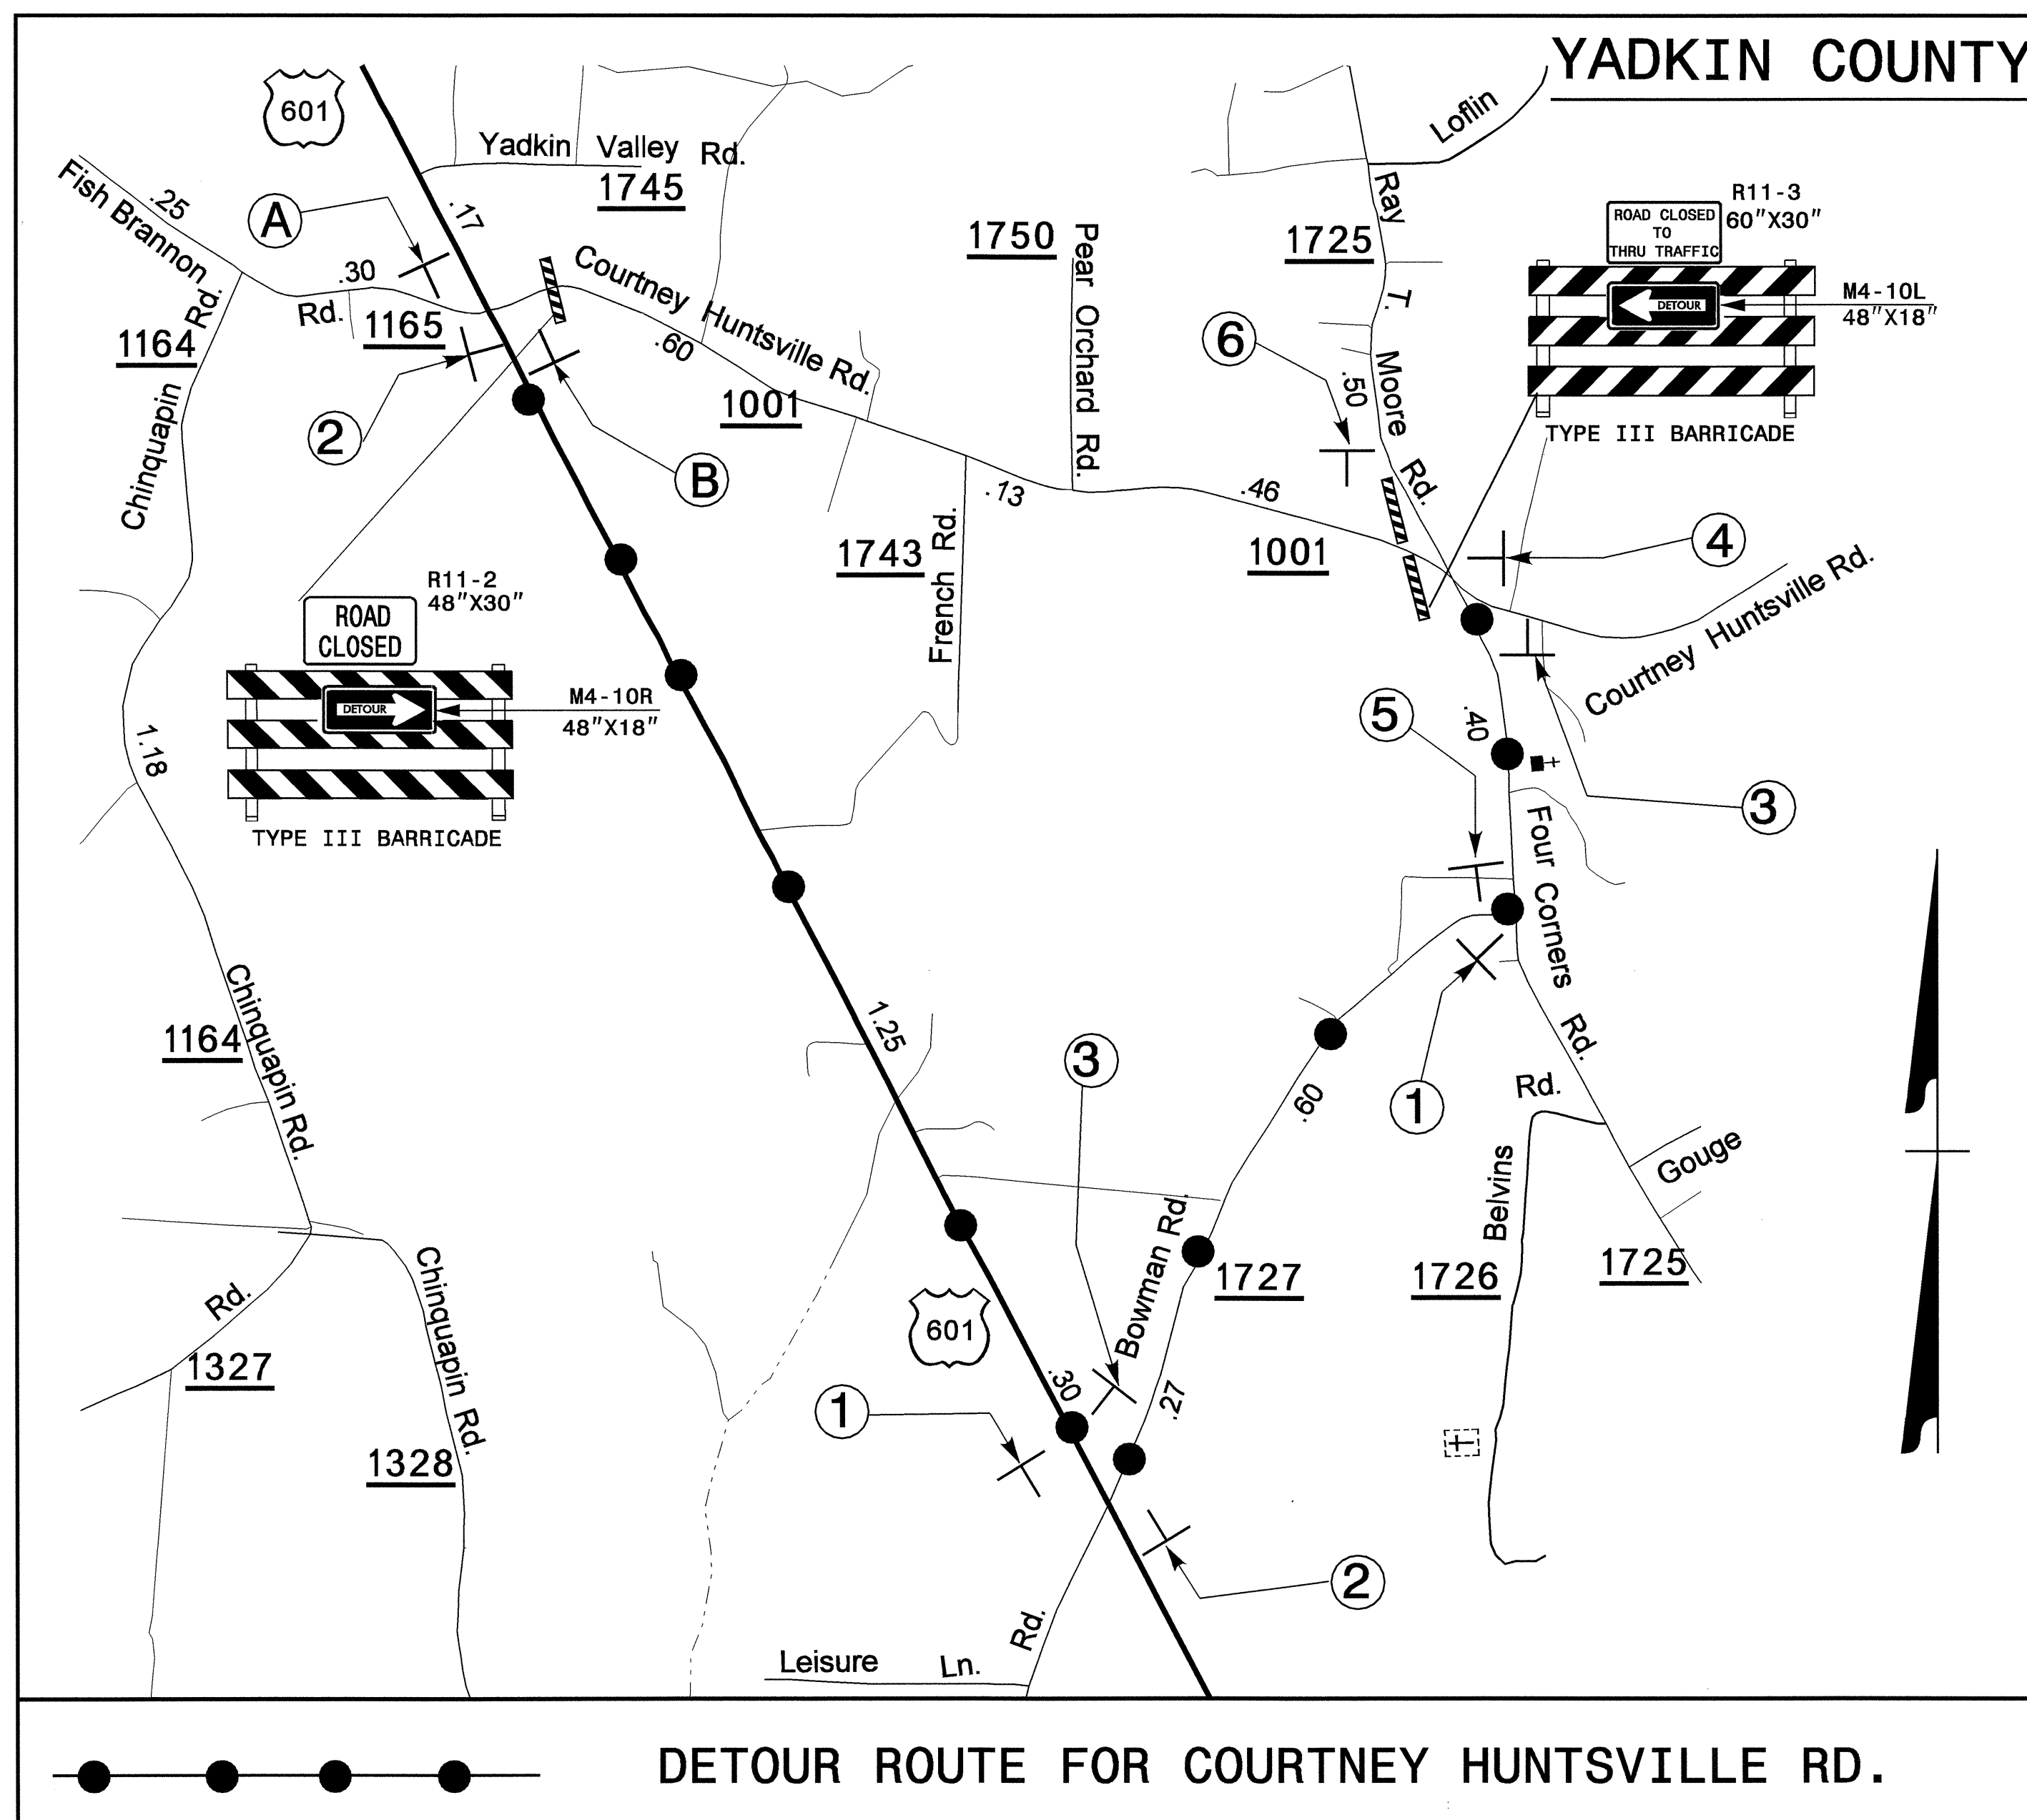 YADKIN COUNTY
601
Yadkin Valley Rd.
1745
Loflin
Fish Brannon Rd.
.25
A
.17
.30
1165
Courtney Huntsville Rd.
.60
1001
1750
Pear Orchard Rd.
1725
Ray T. Moore Rd.
.50
6
R11-3
60"X30"
ROAD CLOSED
TO
THRU TRAFFIC
DETOUR
M4-10L
48"X18"
TYPE III BARRICADE
1164
Chinquapin Rd.
2
B
.13
.46
1743
French Rd.
1001
4
Courtney Huntsville Rd.
R11-2
48"X30"
ROAD
CLOSED
DETOUR
M4-10R
48"X18"
TYPE III BARRICADE
1.18
5
.40
3
Four Corners Rd.
1164
Chinquapin Rd.
1.25
3
.60
1
Rd.
Belvins
Gouge
Bowman Rd.
1727
1726
1725
Rd.
1327
Chinquapin Rd.
1328
601
.30
.27
1
2
Rd.
Leisure Ln.
DETOUR ROUTE FOR COURTNEY HUNTSVILLE RD.